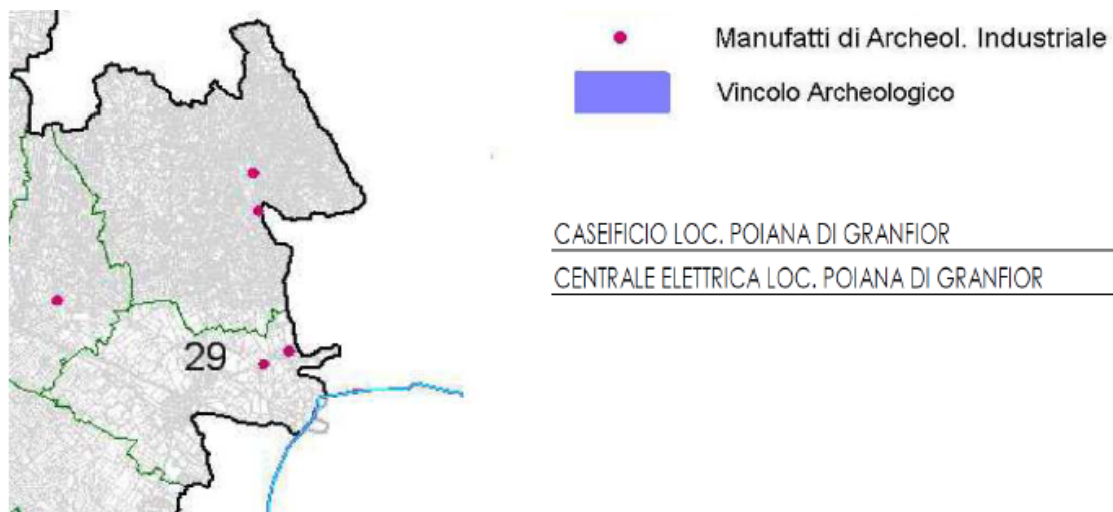 Manufatti di Archeol. Industriale
Vincolo Archeologico
CASEIFICIO LOC. POIANA DI GRANFIOR
CENTRALE ELETTRICA LOC. POIANA DI GRANFIOR
29